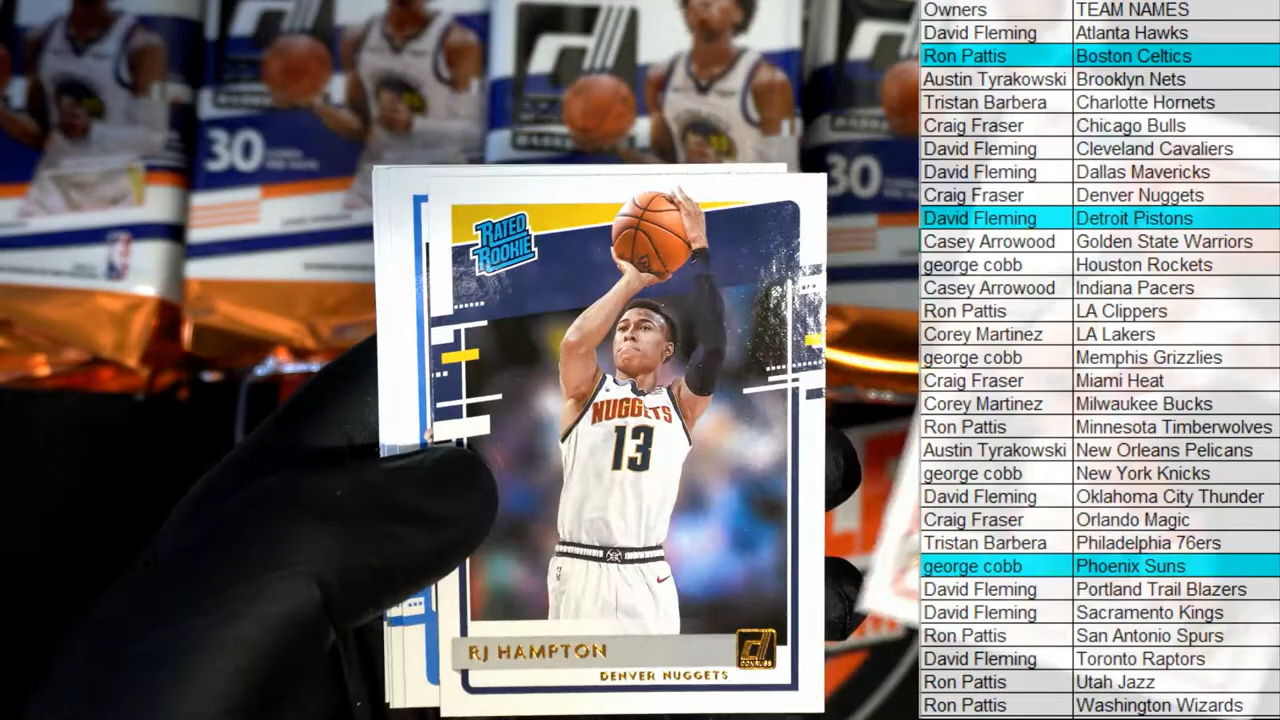 30
30
RATED
ROOKIE
NUGGETS
13
RJ HAMPTON
DONRUSS
DENVER NUGGETS
Owners TEAM NAMES
David Fleming Atlanta Hawks
Ron Pattis Boston Celtics
Austin Tyrakowski Brooklyn Nets
Tristan Barbera Charlotte Hornets
Craig Fraser Chicago Bulls
David Fleming Cleveland Cavaliers
David Fleming Dallas Mavericks
Craig Fraser Denver Nuggets
David Fleming Detroit Pistons
Casey Arrowood Golden State Warriors
george cobb Houston Rockets
Casey Arrowood Indiana Pacers
Ron Pattis LA Clippers
Corey Martinez LA Lakers
george cobb Memphis Grizzlies
Craig Fraser Miami Heat
Corey Martinez Milwaukee Bucks
Ron Pattis Minnesota Timberwolves
Austin Tyrakowski New Orleans Pelicans
george cobb New York Knicks
David Fleming Oklahoma City Thunder
Craig Fraser Orlando Magic
Tristan Barbera Philadelphia 76ers
george cobb Phoenix Suns
David Fleming Portland Trail Blazers
David Fleming Sacramento Kings
Ron Pattis San Antonio Spurs
David Fleming Toronto Raptors
Ron Pattis Utah Jazz
Ron Pattis Washington Wizards